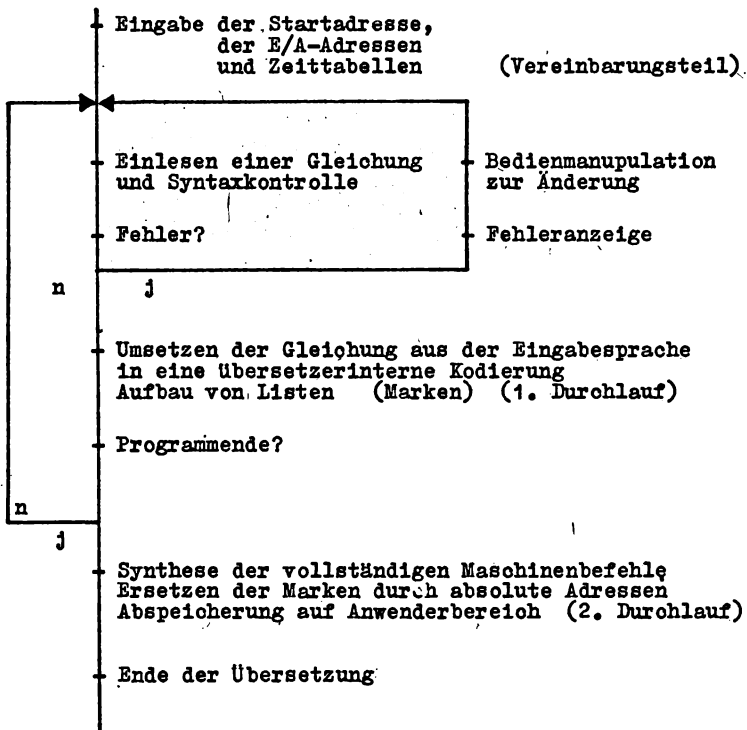 Eingabe der Startadresse,
der E/A-Adressen
und Zeittabellen (Vereinbarungsteil)
Einlesen einer Gleichung
und Syntaxkontrolle
Bedienmanupulation
zur Änderung
Fehler?
Fehleranzeige
n j
Umsetzen der Gleichung aus der Eingabesprache
in eine übersetzerinterne Kodierung
Aufbau von Listen (Marken) (1. Durchlauf)
Programmende?
n
j
Synthese der vollständigen Maschinenbefehle
Ersetzen der Marken durch absolute Adressen
Abspeicherung auf Anwenderbereich (2. Durchlauf)
Ende der Übersetzung